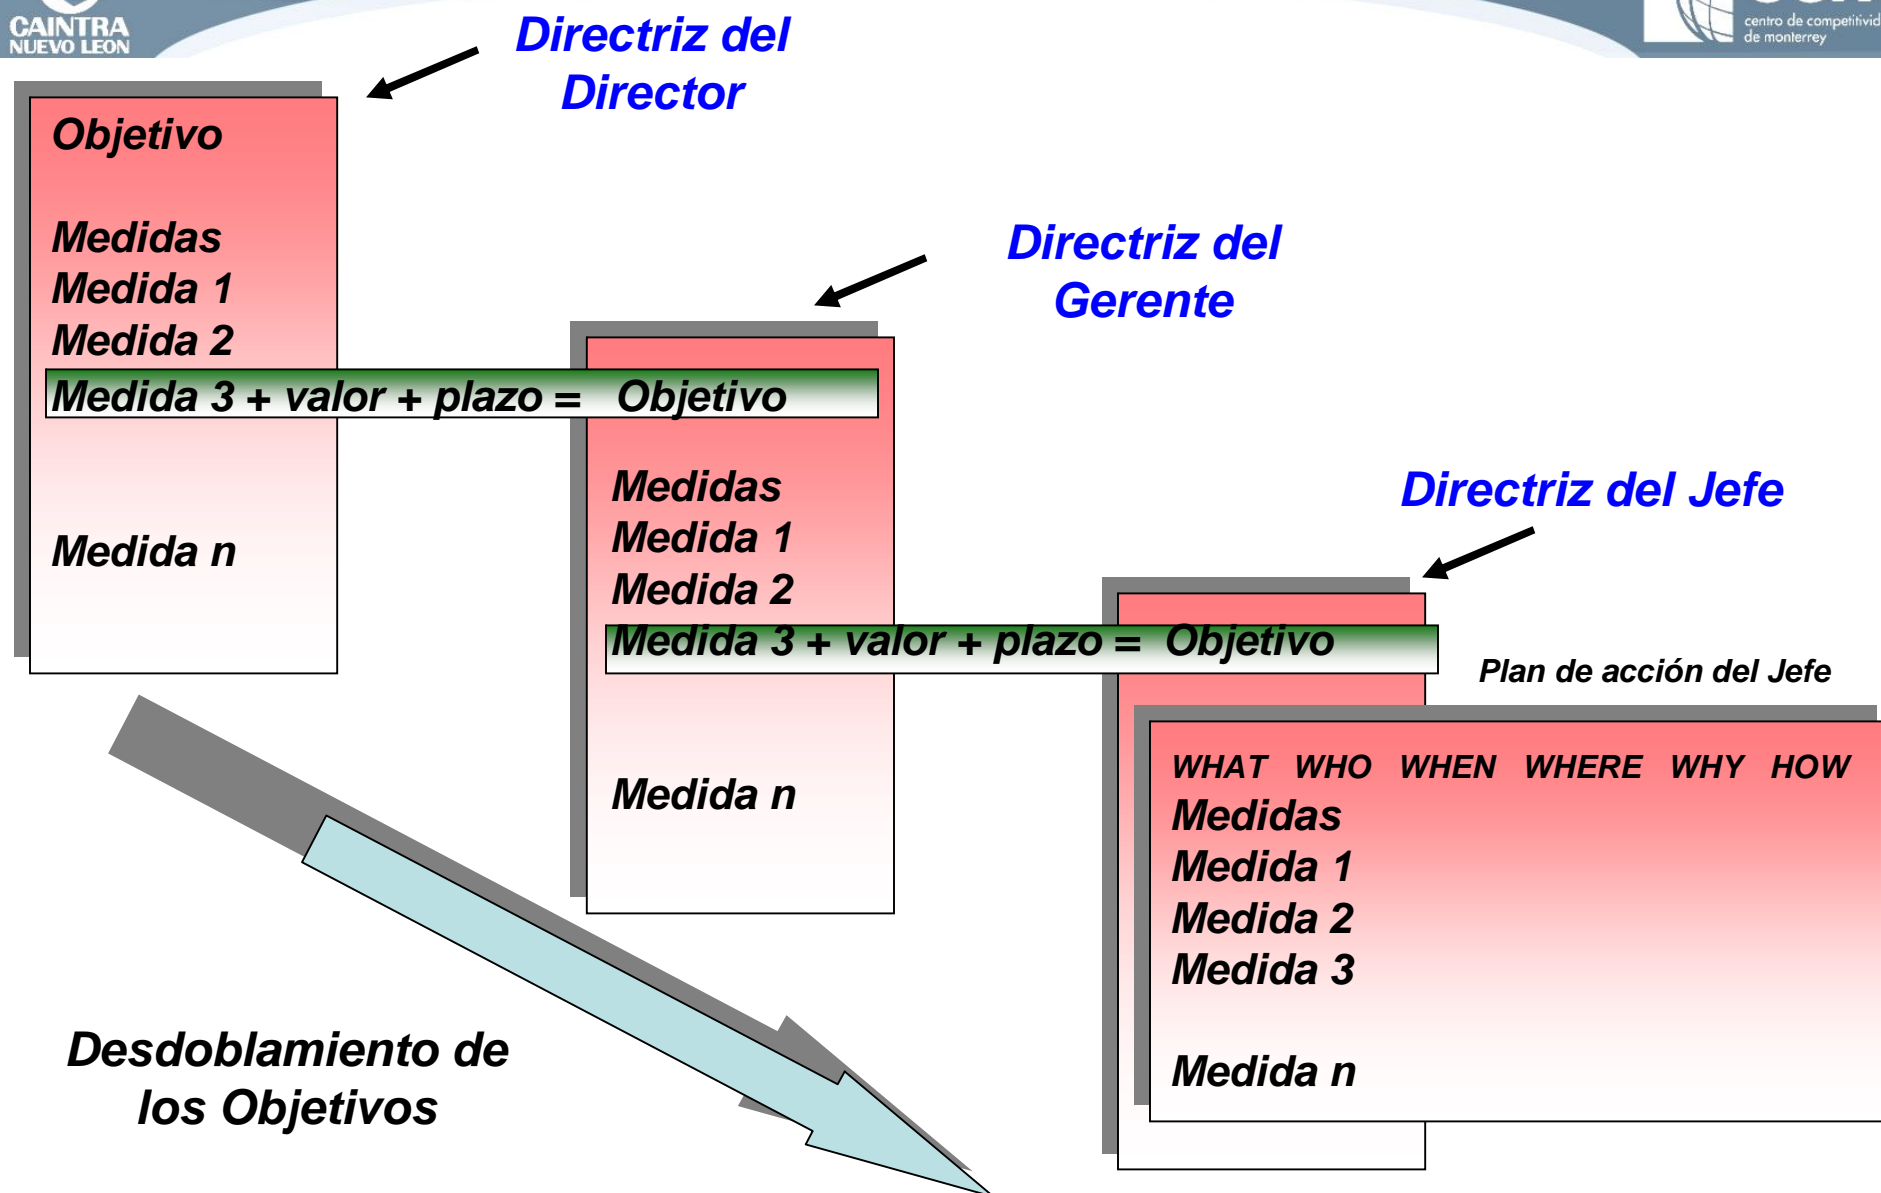 CAINTRA
NUEVO LEON
centro de
de monterrey
Directriz del
Director
Objetivo
Medidas
Medida 1
Medida 2
Medida 3 + valor + plazo = Objetivo
Medida n
Directriz del
Gerente
Medidas
Medida 1
Medida 2
Medida 3 + valor + plazo = Objetivo
Medida n
Directriz del Jefe
Plan de acción del Jefe
WHAT WHO WHEN WHERE WHY HOW
Medidas
Medida 1
Medida 2
Medida 3
Medida n
Desdoblamiento de
los Objetivos